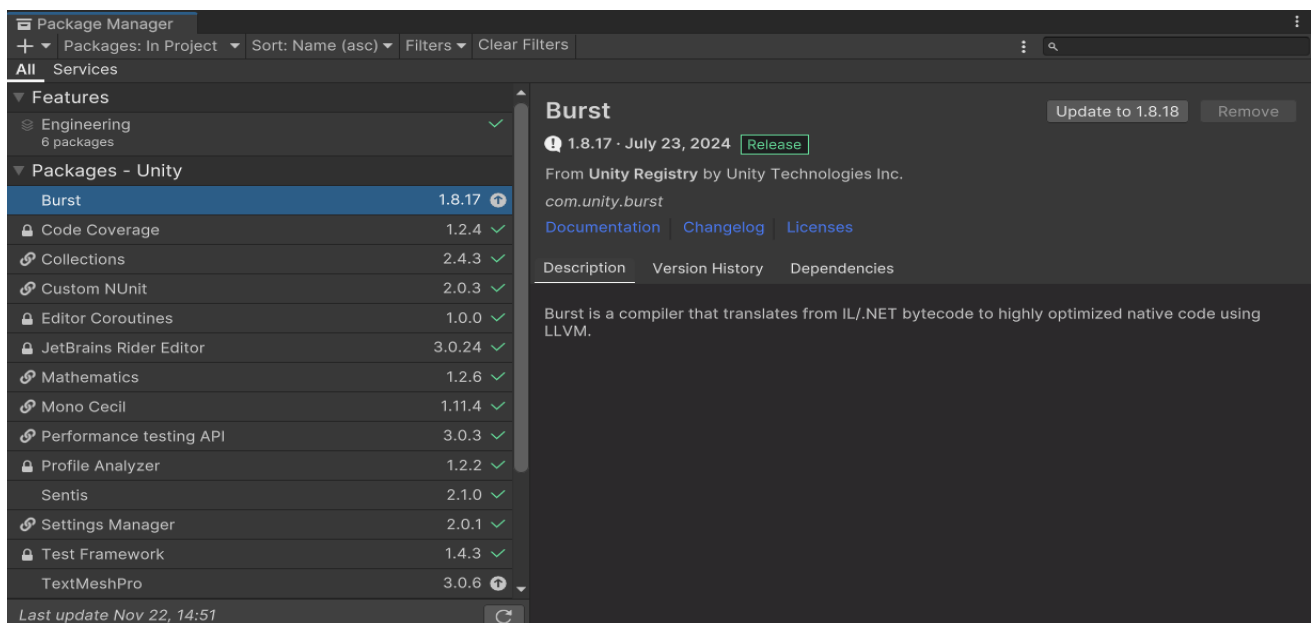 Package Manager
Packages: In Project Sort: Name (asc) Filters Clear Filters
All Services
Features
Engineering
6 packages
Packages - Unity
Burst 1.8.17
Code Coverage 1.2.4
Collections 2.4.3
Custom NUnit 2.0.3
Editor Coroutines 1.0.0
JetBrains Rider Editor 3.0.24
Mathematics 1.2.6
Mono Cecil 1.11.4
Performance testing API 3.0.3
Profile Analyzer 1.2.2
Sentis 2.1.0
Settings Manager 2.0.1
Test Framework 1.4.3
TextMeshPro 3.0.6
Last update Nov 22, 14:51
Burst Update to 1.8.18 Remove
1.8.17 · July 23, 2024 Release
From Unity Registry by Unity Technologies Inc.
com.unity.burst
Documentation Changelog Licenses
Description Version History Dependencies
Burst is a compiler that translates from IL/.NET bytecode to highly optimized native code using
LLVM.